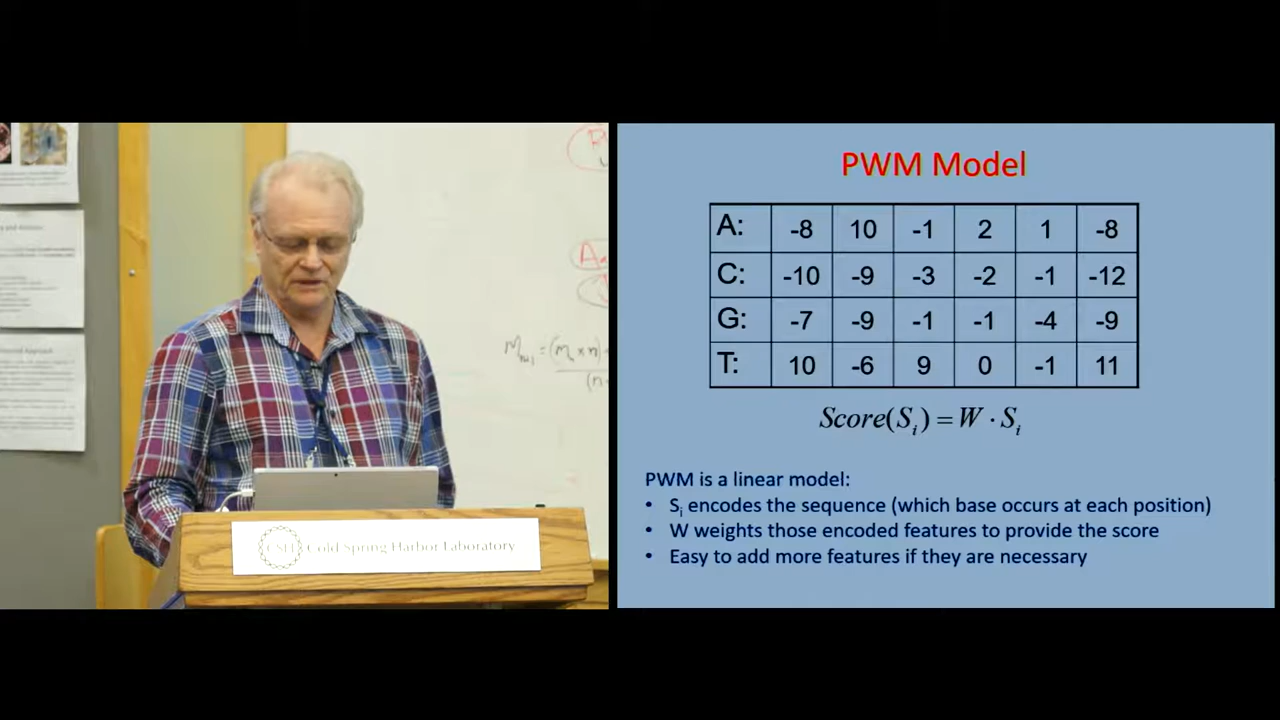 M
CSH Cold Spring Harbor Laboratory
PWM Model
A: -8 10 -1 2 1 -8
C: -10 -9 -3 -2 -1 -12
G: -7 -9 -1 -1 -4 -9
T: 10 -6 9 0 -1 11
Score(Sᵢ) = W · Sᵢ
PWM is a linear model:
• Sᵢ encodes the sequence (which base occurs at each position)
• W weights those encoded features to provide the score
• Easy to add more features if they are necessary